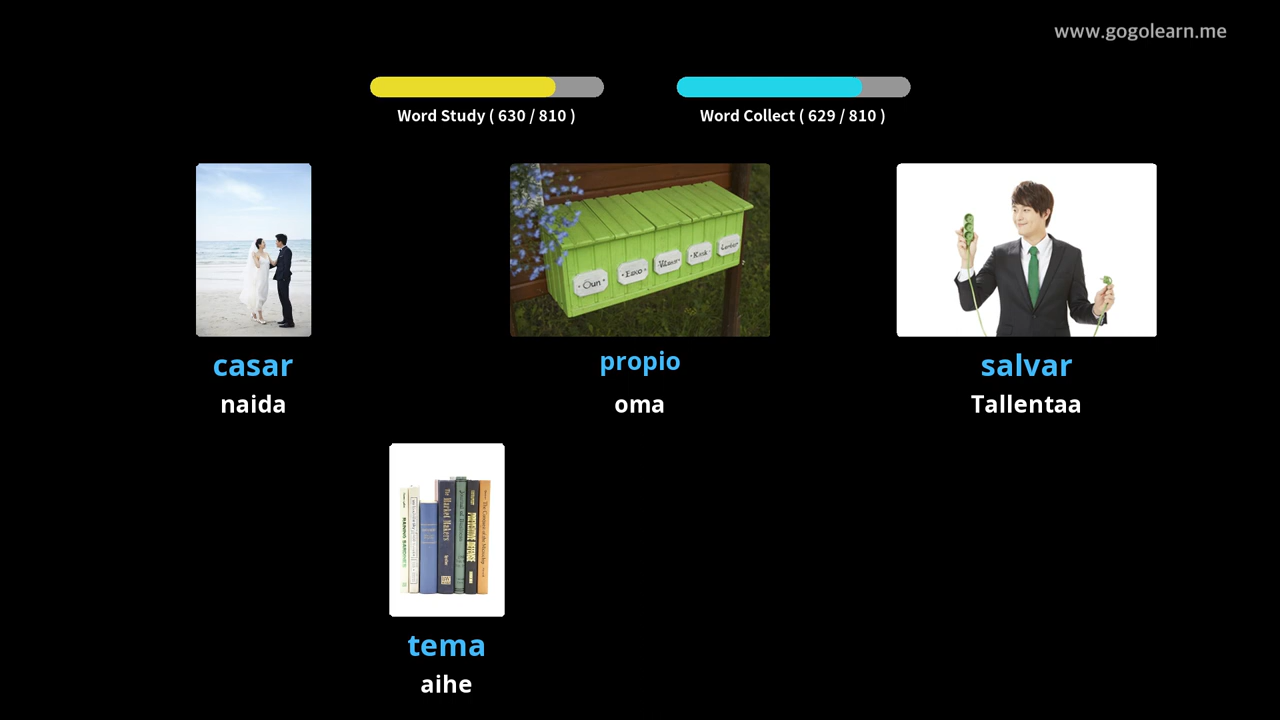 www.gogolearn.me
Word Study ( 630 / 810 )
Word Collect ( 629 / 810 )
casar
naida
propio
oma
salvar
Tallentaa
tema
aihe